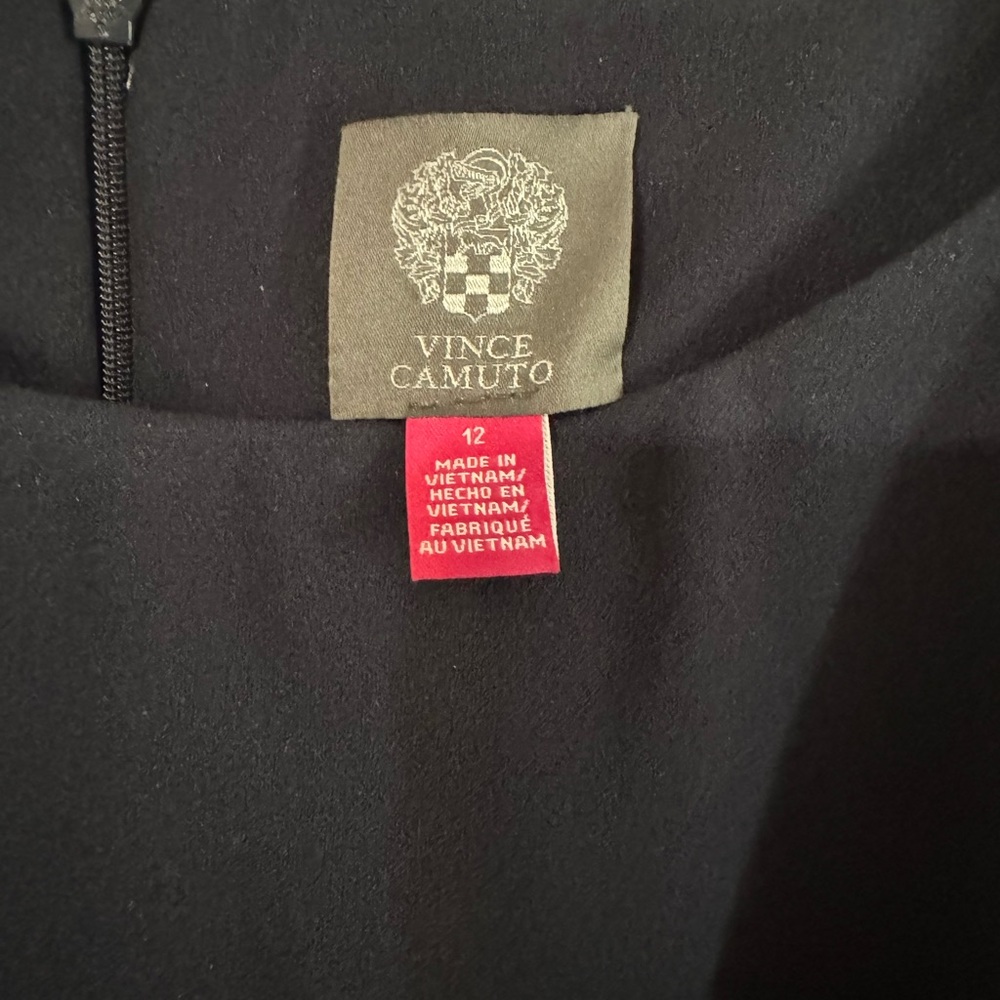 VINCE
CAMUTO
12
MADE IN
VIETNAM/
HECHO EN
VIETNAM/
FABRIQUÉ
AU VIETNAM